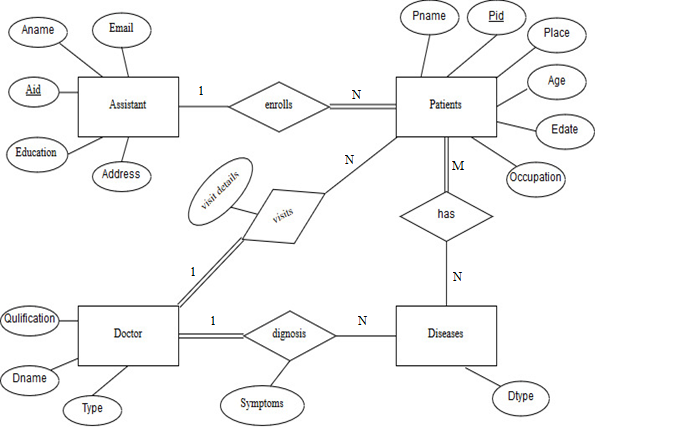 Aname
Email
Pname
Pid
Place
Aid
Assistant
1
enrolls
N
Patients
Age
Edate
Education
Address
Occupation
N
M
visit details
visits
has
1
N
Qulification
Doctor
1
dignosis
N
Diseases
Dname
Type
Symptoms
Dtype